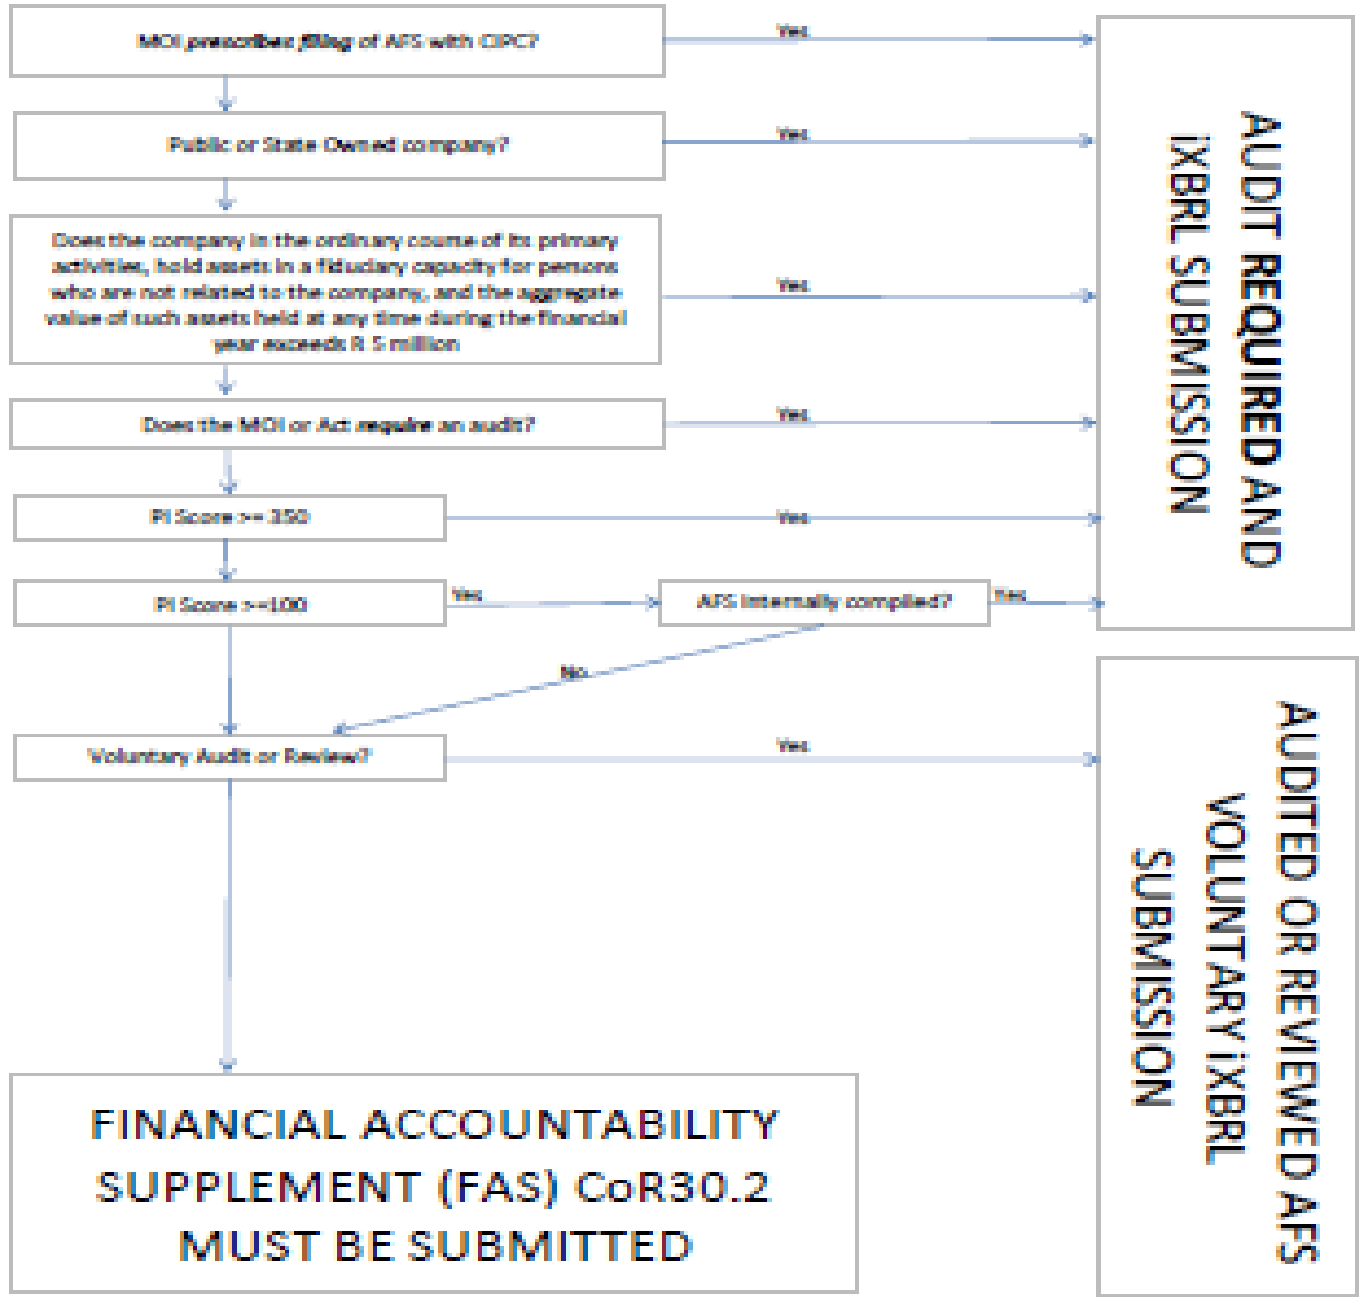 MOI prescribes filing of AFS with CIPC?
Yes
Public or State Owned company?
Yes
Does the company in the ordinary course of its primary
activities, hold assets in a fiduciary capacity for persons
who are not related to the company, and the aggregate
value of such assets held at any time during the financial
year exceeds R 5 million
Yes
Does the MOI or Act require an audit?
Yes
PI Score >= 350
Yes
PI Score >=100
Yes
AFS internally compiled?
Yes
No
Voluntary Audit or Review?
Yes
AUDIT REQUIRED AND
iXBRL SUBMISSION
AUDITED OR REVIEWED AFS
VOLUNTARY iXBRL
SUBMISSION
FINANCIAL ACCOUNTABILITY
SUPPLEMENT (FAS) CoR30.2
MUST BE SUBMITTED